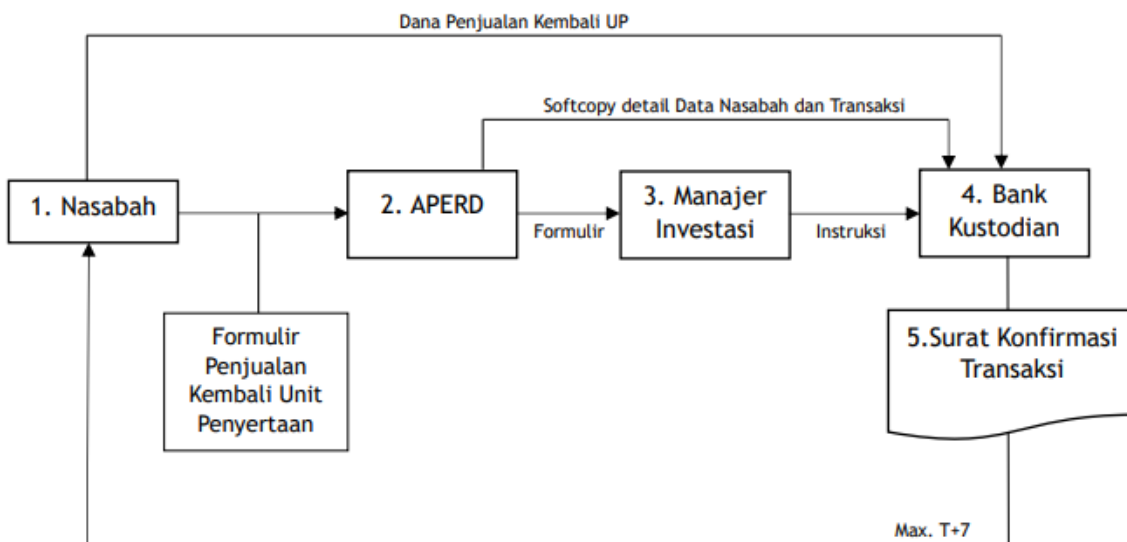 Dana Penjualan Kembali UP
Softcopy detail Data Nasabah dan Transaksi
1. Nasabah
2. APERD
Formulir
3. Manajer
Investasi
Instruksi
4. Bank
Kustodian
Formulir
Penjualan
Kembali Unit
Penyertaan
5.Surat Konfirmasi
Transaksi
Max. T+7